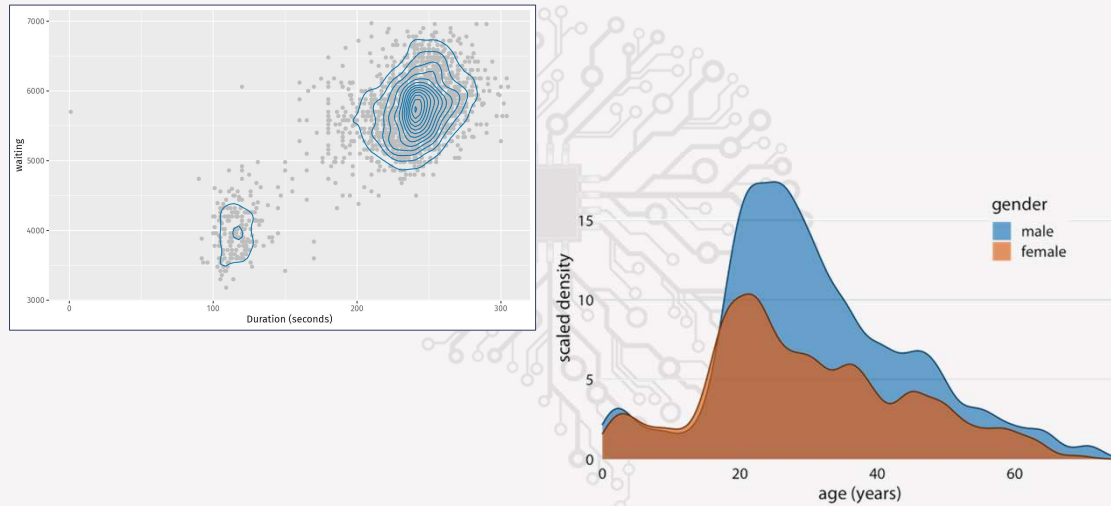 7000
6000
5000
4000
3000
waiting
0 100 200 300
Duration (seconds)
15
10
5
0
scaled density
gender
male
female
0 20 40 60
age (years)